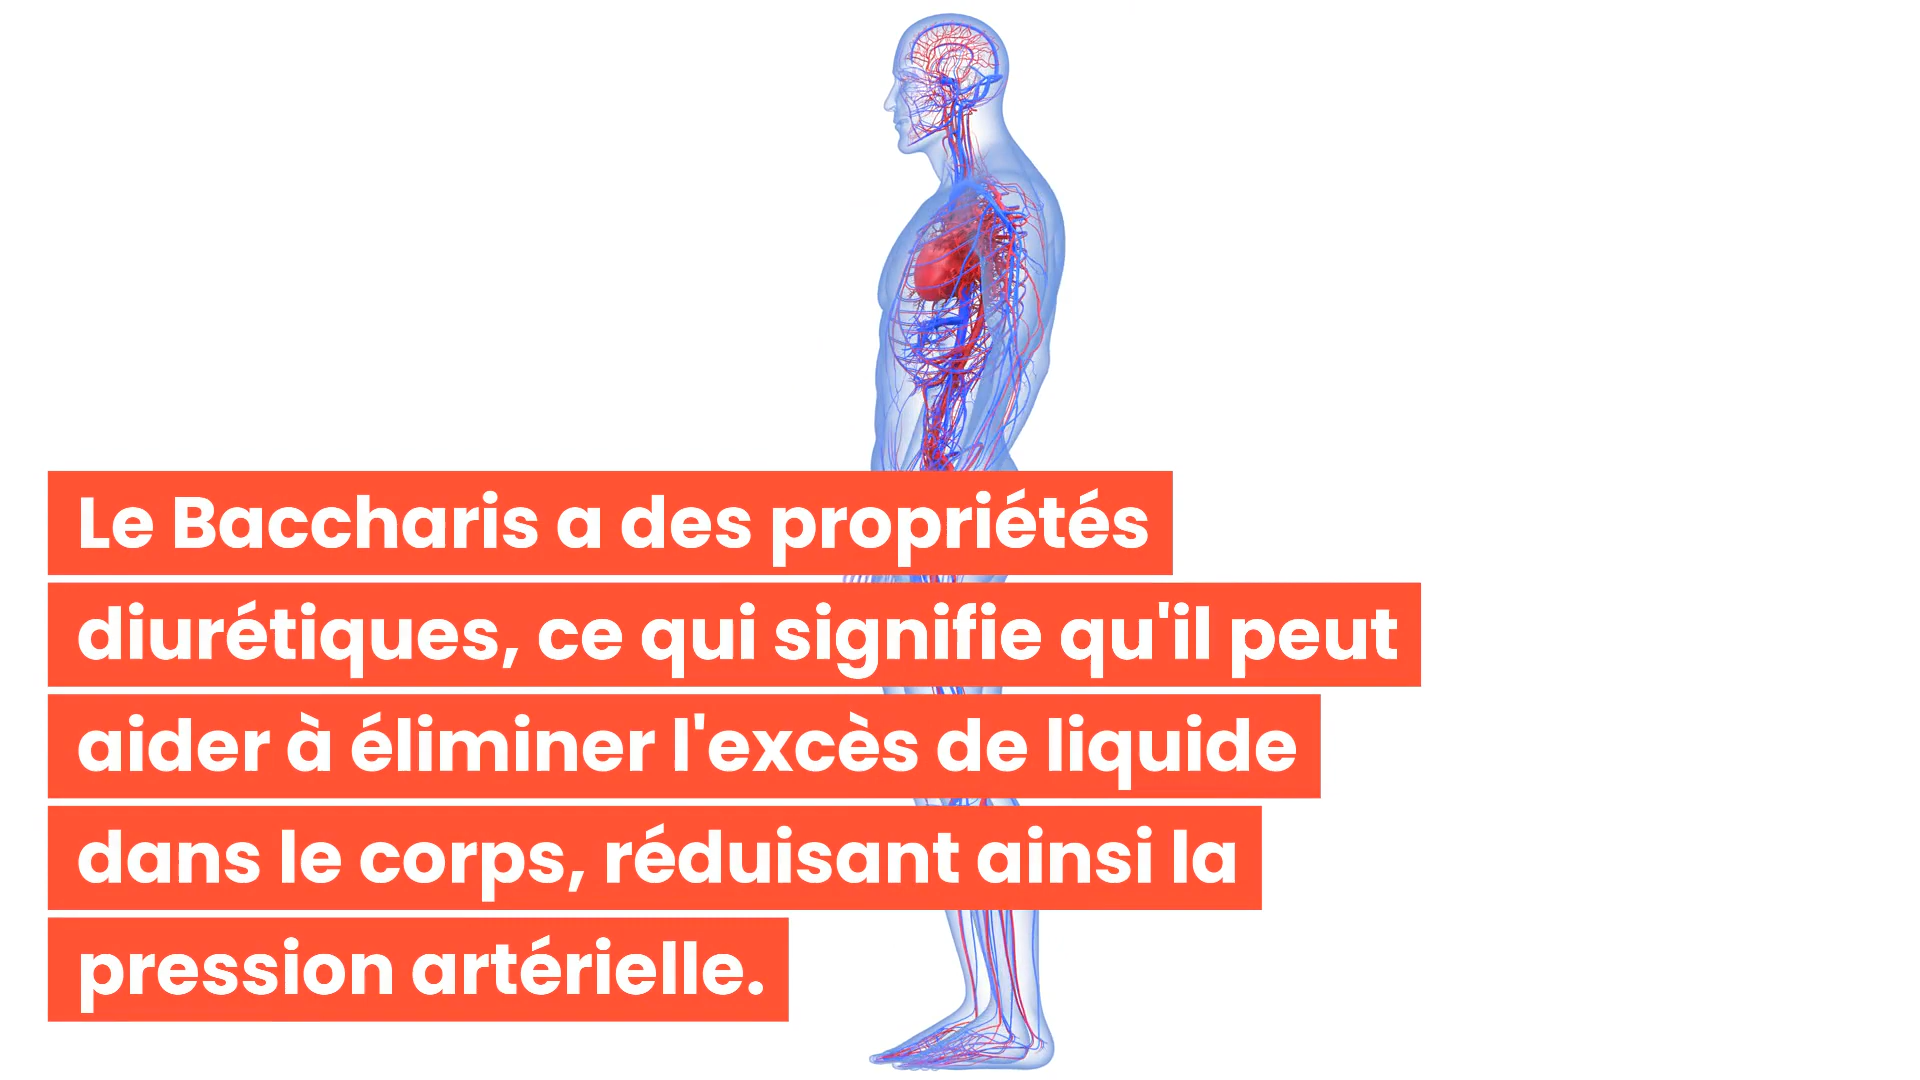 Le Baccharis a des propriétés
diurétiques, ce qui signifie qu'il peut
aider à éliminer l'excès de liquide
dans le corps, réduisant ainsi la
pression artérielle.